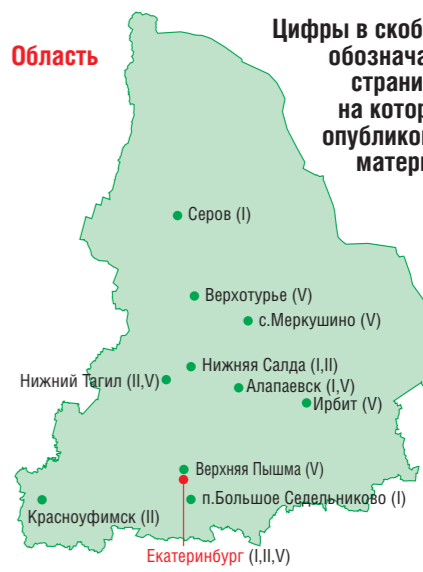 Область
Цифры в
обознача
страни
на котор
опубликов
матери
Серов (I)
Верхотурье (V)
с.Меркушино (V)
Нижняя Салда (I,II)
Нижний Тагил (II,V)
Алапаевск (I,V)
Ирбит (V)
Верхняя Пышма (V)
п.Большое Седельниково (I)
Красноуфимск (II)
Екатеринбург (I,II,V)